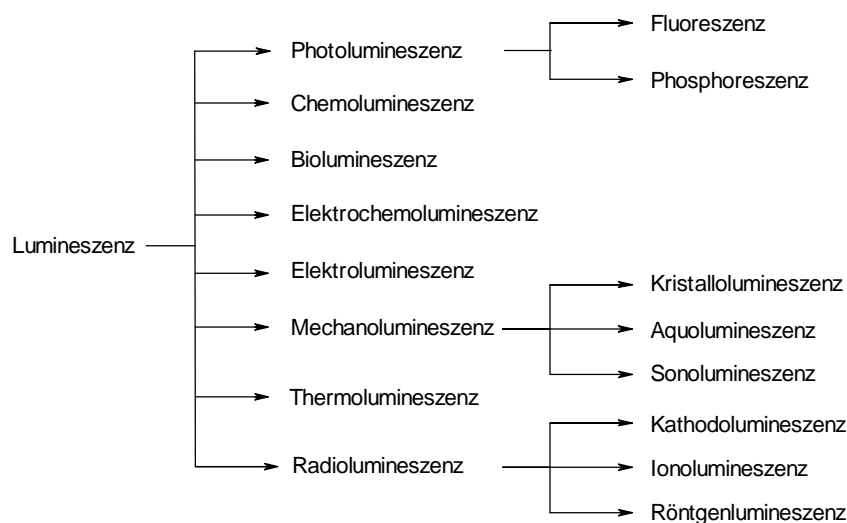 Lumineszenz
Photolumineszenz
Fluoreszenz
Phosphoreszenz
Chemolumineszenz
Biolumineszenz
Elektrochemolumineszenz
Elektrolumineszenz
Mechanolumineszenz
Kristallolumineszenz
Aquolumineszenz
Sonolumineszenz
Thermolumineszenz
Radiolumineszenz
Kathodolumineszenz
Ionolumineszenz
Röntgenlumineszenz